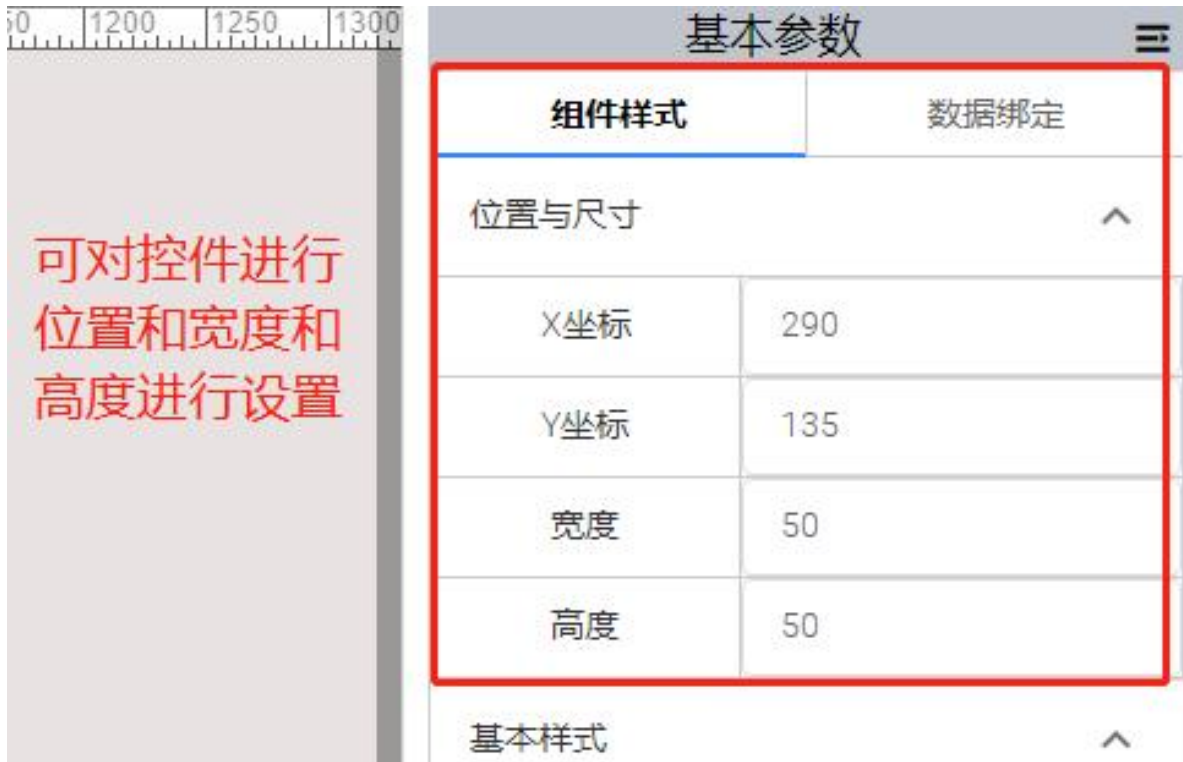 1200
1250
1300
可对控件进行
位置和宽度和
高度进行设置
基本参数
组件样式 数据绑定
位置与尺寸
X坐标 290
Y坐标 135
宽度 50
高度 50
基本样式